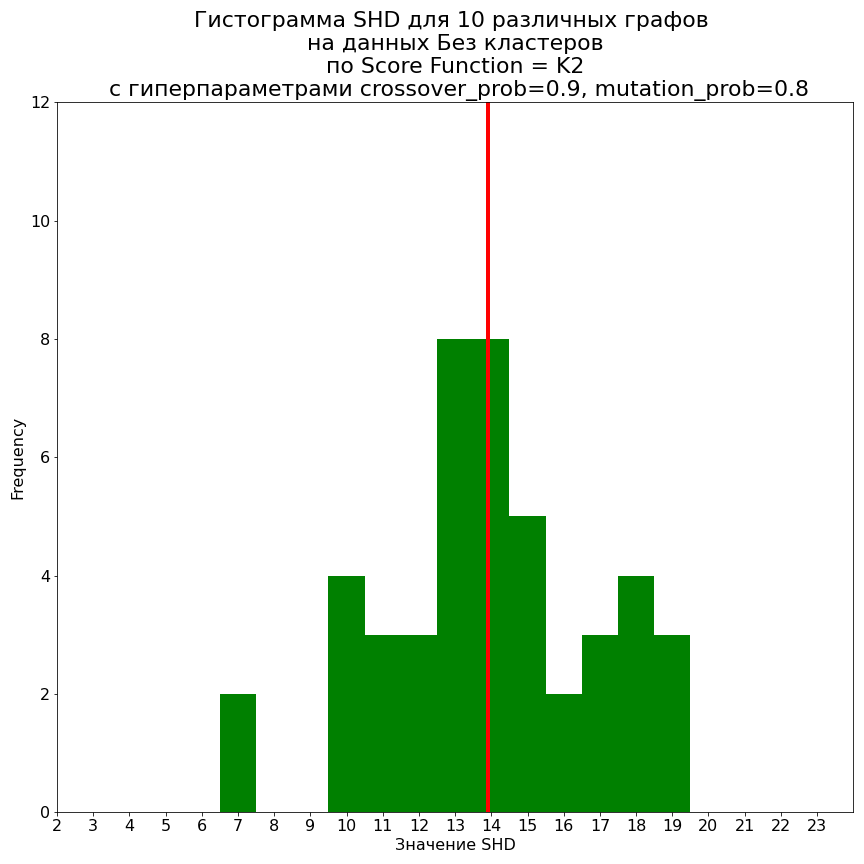 Гистограмма SHD для 10 различных графов
на данных Без кластеров
по Score Function = K2
с гиперпараметрами crossover_prob=0.9, mutation_prob=0.8
12
10
8
6
4
2
0
Frequency
2 3 4 5 6 7 8 9 10 11 12 13 14 15 16 17 18 19 20 21 22 23
Значение SHD